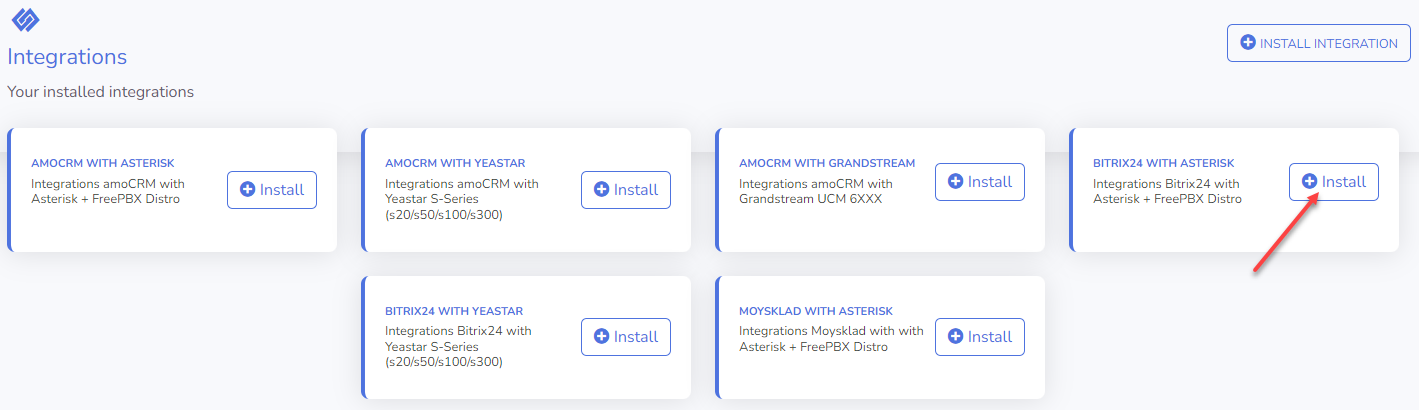 Integrations
INSTALL INTEGRATION
Your installed integrations
AMOCRM WITH ASTERISK
Integrations amoCRM with
Asterisk + FreePBX Distro
Install
AMOCRM WITH YEASTAR
Integrations amoCRM with
Yeastar S-Series
(s20/s50/s100/s300)
Install
AMOCRM WITH GRANDSTREAM
Integrations amoCRM with
Grandstream UCM 6XXX
Install
BITRIX24 WITH ASTERISK
Integrations Bitrix24 with
Asterisk + FreePBX Distro
Install
BITRIX24 WITH YEASTAR
Integrations Bitrix24 with
Yeastar S-Series
(s20/s50/s100/s300)
Install
MOYSKLAD WITH ASTERISK
Integrations Moysklad with with
Asterisk + FreePBX Distro
Install